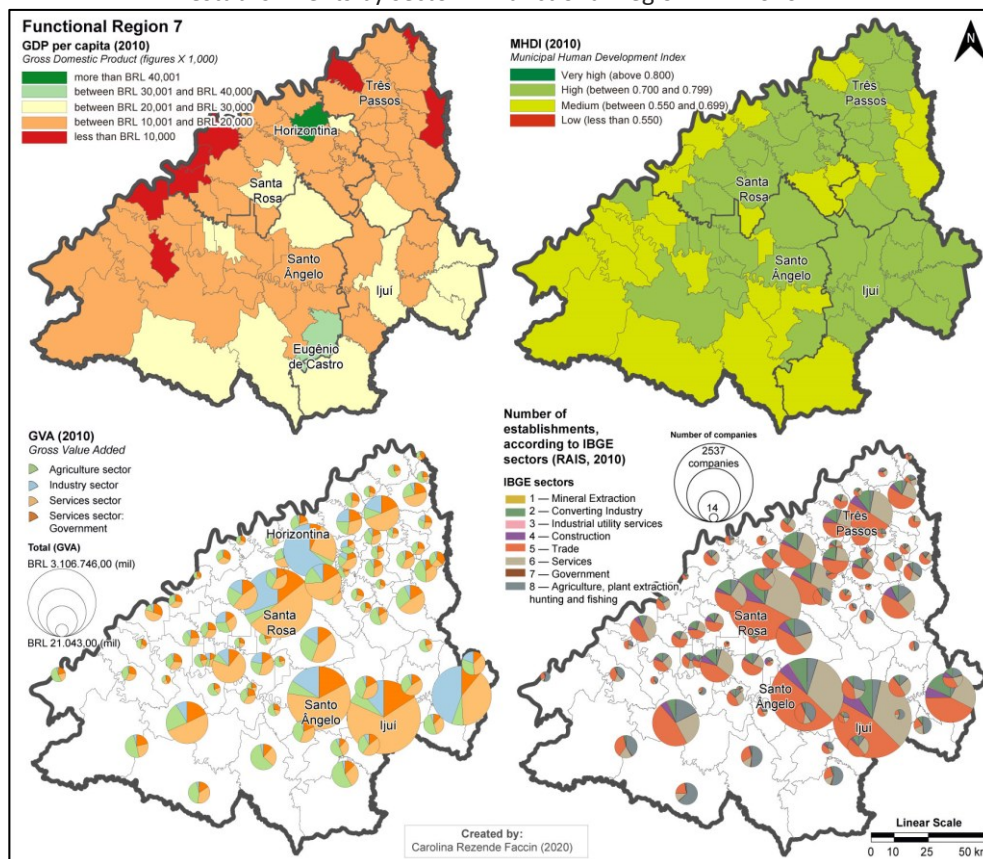 Functional Region 7
GDP per capita (2010)
Gross Domestic Product (figures X 1,000)
more than BRL 40,001
between BRL 30,001 and BRL 40,000
between BRL 20,001 and BRL 30,000
between BRL 10,001 and BRL 20,000
less than BRL 10,000
Três
Passos
Horizontina
Santa
Rosa
Santo
Ângelo
Ijuí
Eugênio
de Castro
MHDI (2010)
Municipal Human Development Index
Very high (above 0.800)
High (between 0.700 and 0.799)
Medium (between 0.550 and 0.699)
Low (less than 0.550)
N
Três
Passos
Santa
Rosa
Santo
Ângelo
Ijuí
GVA (2010)
Gross Value Added
Agriculture sector
Industry sector
Services sector
Services sector:
Government
Total (GVA)
BRL 3.106.746,00 (mil)
BRL 21.043,00 (mil)
Horizontina
Santa
Rosa
Santo
Ângelo
Ijuí
Number of
establishments,
according to IBGE
sectors (RAIS, 2010)
IBGE sectors
1 — Mineral Extraction
2 — Converting Industry
3 — Industrial utility services
4 — Construction
5 — Trade
6 — Services
7 — Government
8 — Agriculture, plant extraction,
hunting and fishing
Number of companies
2537
companies
14
Três
Passos
Santa
Rosa
Santo
Ângelo
Ijuí
Created by:
Carolina Rezende Faccin (2020)
Linear Scale
0 10 25 50 km